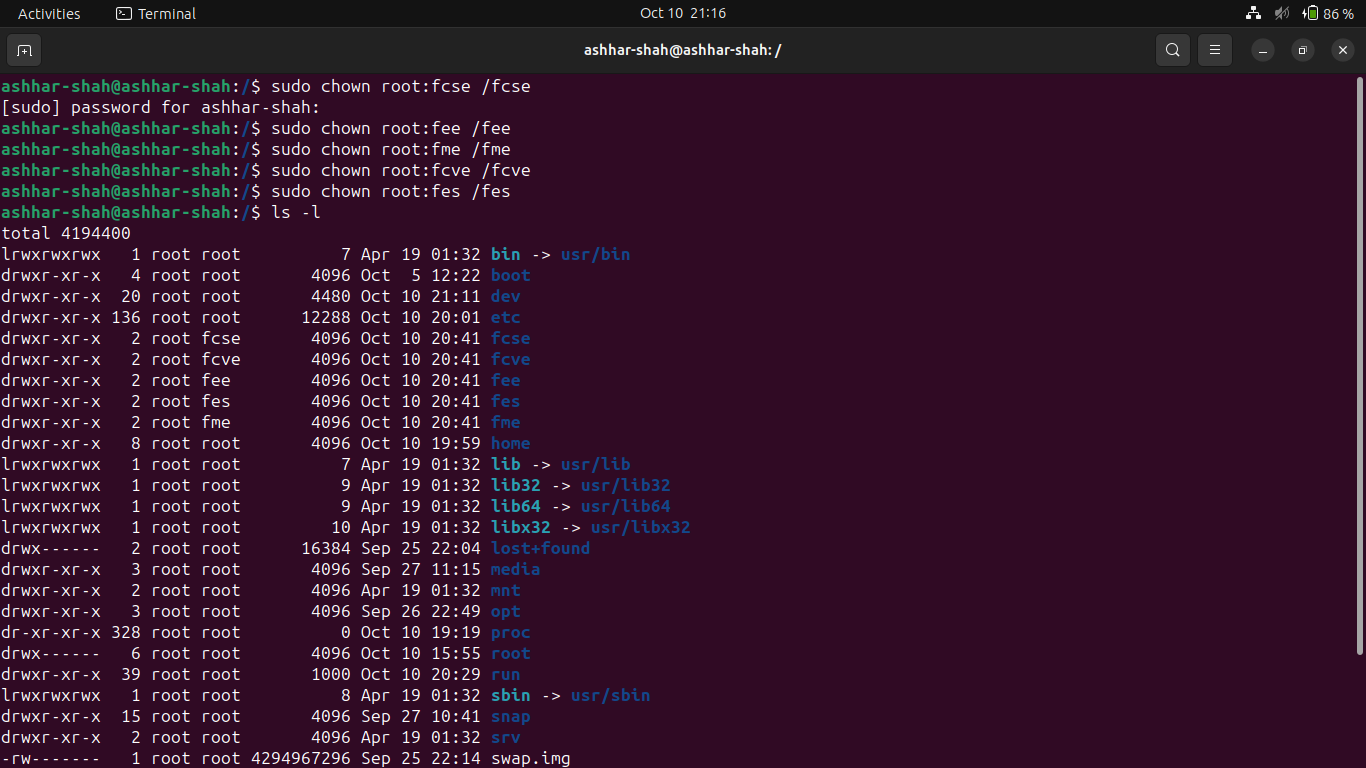 Activities Terminal Oct 10 21:16 86 %
ashhar-shah@ashhar-shah: /
ashhar-shah@ashhar-shah:/$ sudo chown root:fcse /fcse
[sudo] password for ashhar-shah:
ashhar-shah@ashhar-shah:/$ sudo chown root:fee /fee
ashhar-shah@ashhar-shah:/$ sudo chown root:fme /fme
ashhar-shah@ashhar-shah:/$ sudo chown root:fcve /fcve
ashhar-shah@ashhar-shah:/$ sudo chown root:fes /fes
ashhar-shah@ashhar-shah:/$ ls -l
total 4194400
lrwxrwxrwx   1 root root          7 Apr 19 01:32 bin -> usr/bin
drwxr-xr-x   4 root root       4096 Oct  5 12:22 boot
drwxr-xr-x  20 root root       4480 Oct 10 21:11 dev
drwxr-xr-x 136 root root      12288 Oct 10 20:01 etc
drwxr-xr-x   2 root fcse       4096 Oct 10 20:41 fcse
drwxr-xr-x   2 root fcve       4096 Oct 10 20:41 fcve
drwxr-xr-x   2 root fee        4096 Oct 10 20:41 fee
drwxr-xr-x   2 root fes        4096 Oct 10 20:41 fes
drwxr-xr-x   2 root fme        4096 Oct 10 20:41 fme
drwxr-xr-x   8 root root       4096 Oct 10 19:59 home
lrwxrwxrwx   1 root root          7 Apr 19 01:32 lib -> usr/lib
lrwxrwxrwx   1 root root          9 Apr 19 01:32 lib32 -> usr/lib32
lrwxrwxrwx   1 root root          9 Apr 19 01:32 lib64 -> usr/lib64
lrwxrwxrwx   1 root root         10 Apr 19 01:32 libx32 -> usr/libx32
drwx------   2 root root      16384 Sep 25 22:04 lost+found
drwxr-xr-x   3 root root       4096 Sep 27 11:15 media
drwxr-xr-x   2 root root       4096 Apr 19 01:32 mnt
drwxr-xr-x   3 root root       4096 Sep 26 22:49 opt
dr-xr-xr-x 328 root root          0 Oct 10 19:19 proc
drwx------   6 root root       4096 Oct 10 15:55 root
drwxr-xr-x  39 root root       1000 Oct 10 20:29 run
lrwxrwxrwx   1 root root          8 Apr 19 01:32 sbin -> usr/sbin
drwxr-xr-x  15 root root       4096 Sep 27 10:41 snap
drwxr-xr-x   2 root root       4096 Apr 19 01:32 srv
-rw-------   1 root root 4294967296 Sep 25 22:14 swap.img